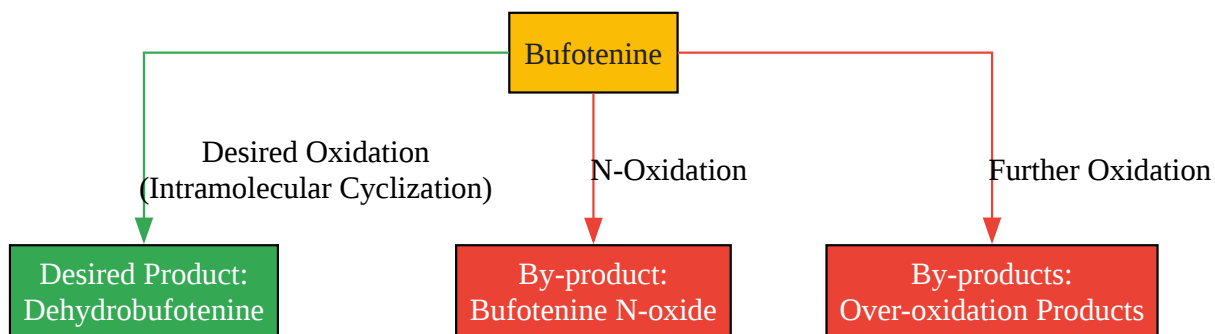 Bufotenine
Desired Oxidation
(Intramolecular Cyclization)
N-Oxidation
Further Oxidation
Desired Product:
Dehydrobufotenine
By-product:
Bufotenine N-oxide
By-products:
Over-oxidation Products